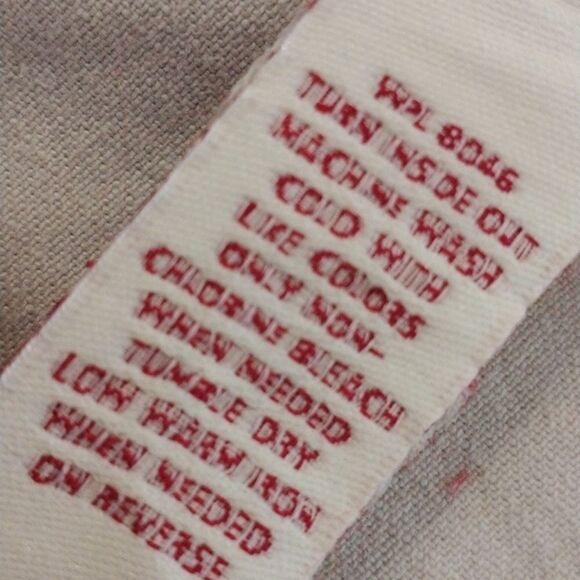 WPL 8046
TURN INSIDE OUT
MACHINE WASH
COLD WITH
LIKE COLORS
ONLY NON-
CHLORINE BLEACH
WHEN NEEDED
TUMBLE DRY
LOW WARM IRON
WHEN NEEDED
ON REVERSE